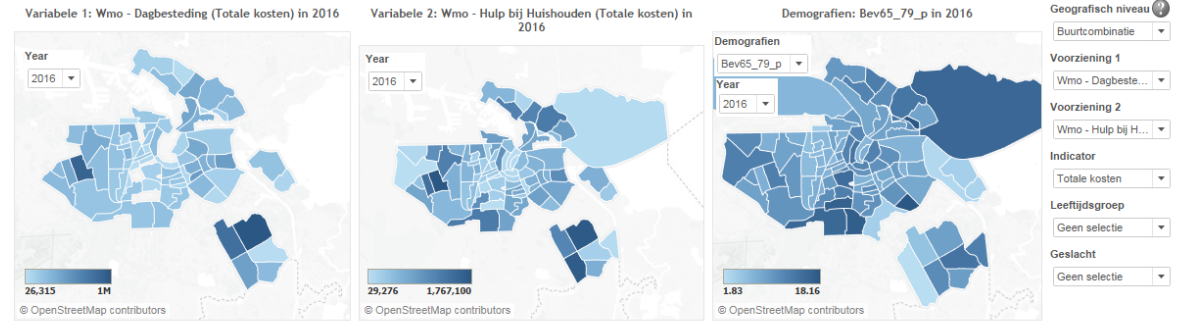 Variabele 1: Wmo - Dagbesteding (Totale kosten) in 2016
Year
2016
26,315 1M
© OpenStreetMap contributors
Variabele 2: Wmo - Hulp bij Huishouden (Totale kosten) in
2016
Year
2016
29,276 1,767,100
© OpenStreetMap contributors
Demografien: Bev65_79_p in 2016
Demografien
Bev65_79_p
Year
2016
1.83 18.16
© OpenStreetMap contributors
Geografisch niveau ?
Buurtcombinatie
Voorziening 1
Wmo - Dagbeste...
Voorziening 2
Wmo - Hulp bij H...
Indicator
Totale kosten
Leeftijdsgroep
Geen selectie
Geslacht
Geen selectie